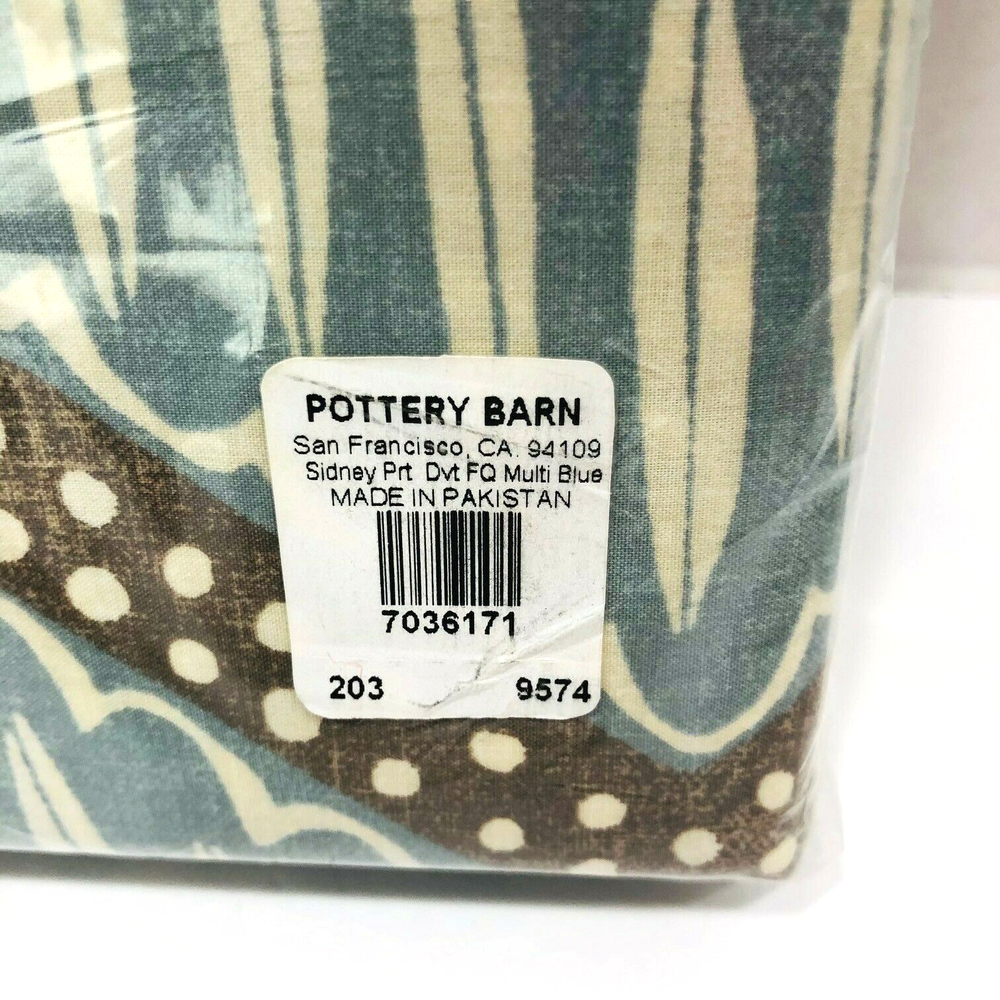 POTTERY BARN
San Francisco, CA. 94109
Sidney Prt Dvt FQ Multi Blue
MADE IN PAKISTAN
7036171
203 9574